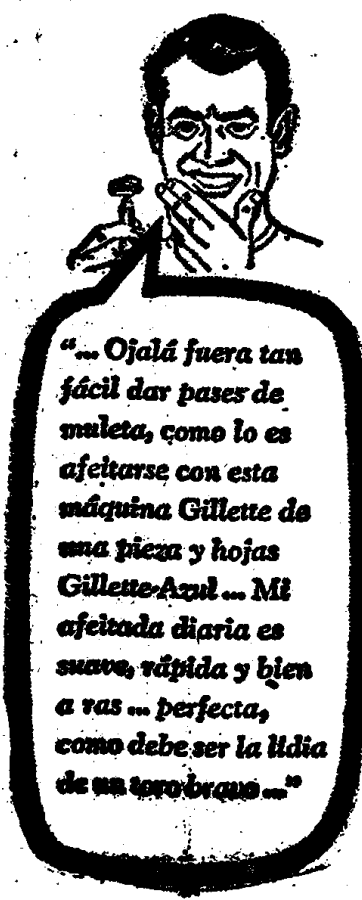 “... Ojalá fuera tan
fácil dar pases de
muleta, como lo es
afeitarse con esta
máquina Gillette de
una pieza y hojas
Gillette-Azul ... Mi
afeitada diaria es
suave, rápida y bien
a ras ... perfecta,
como debe ser la lidia
de un toro bravo ...”